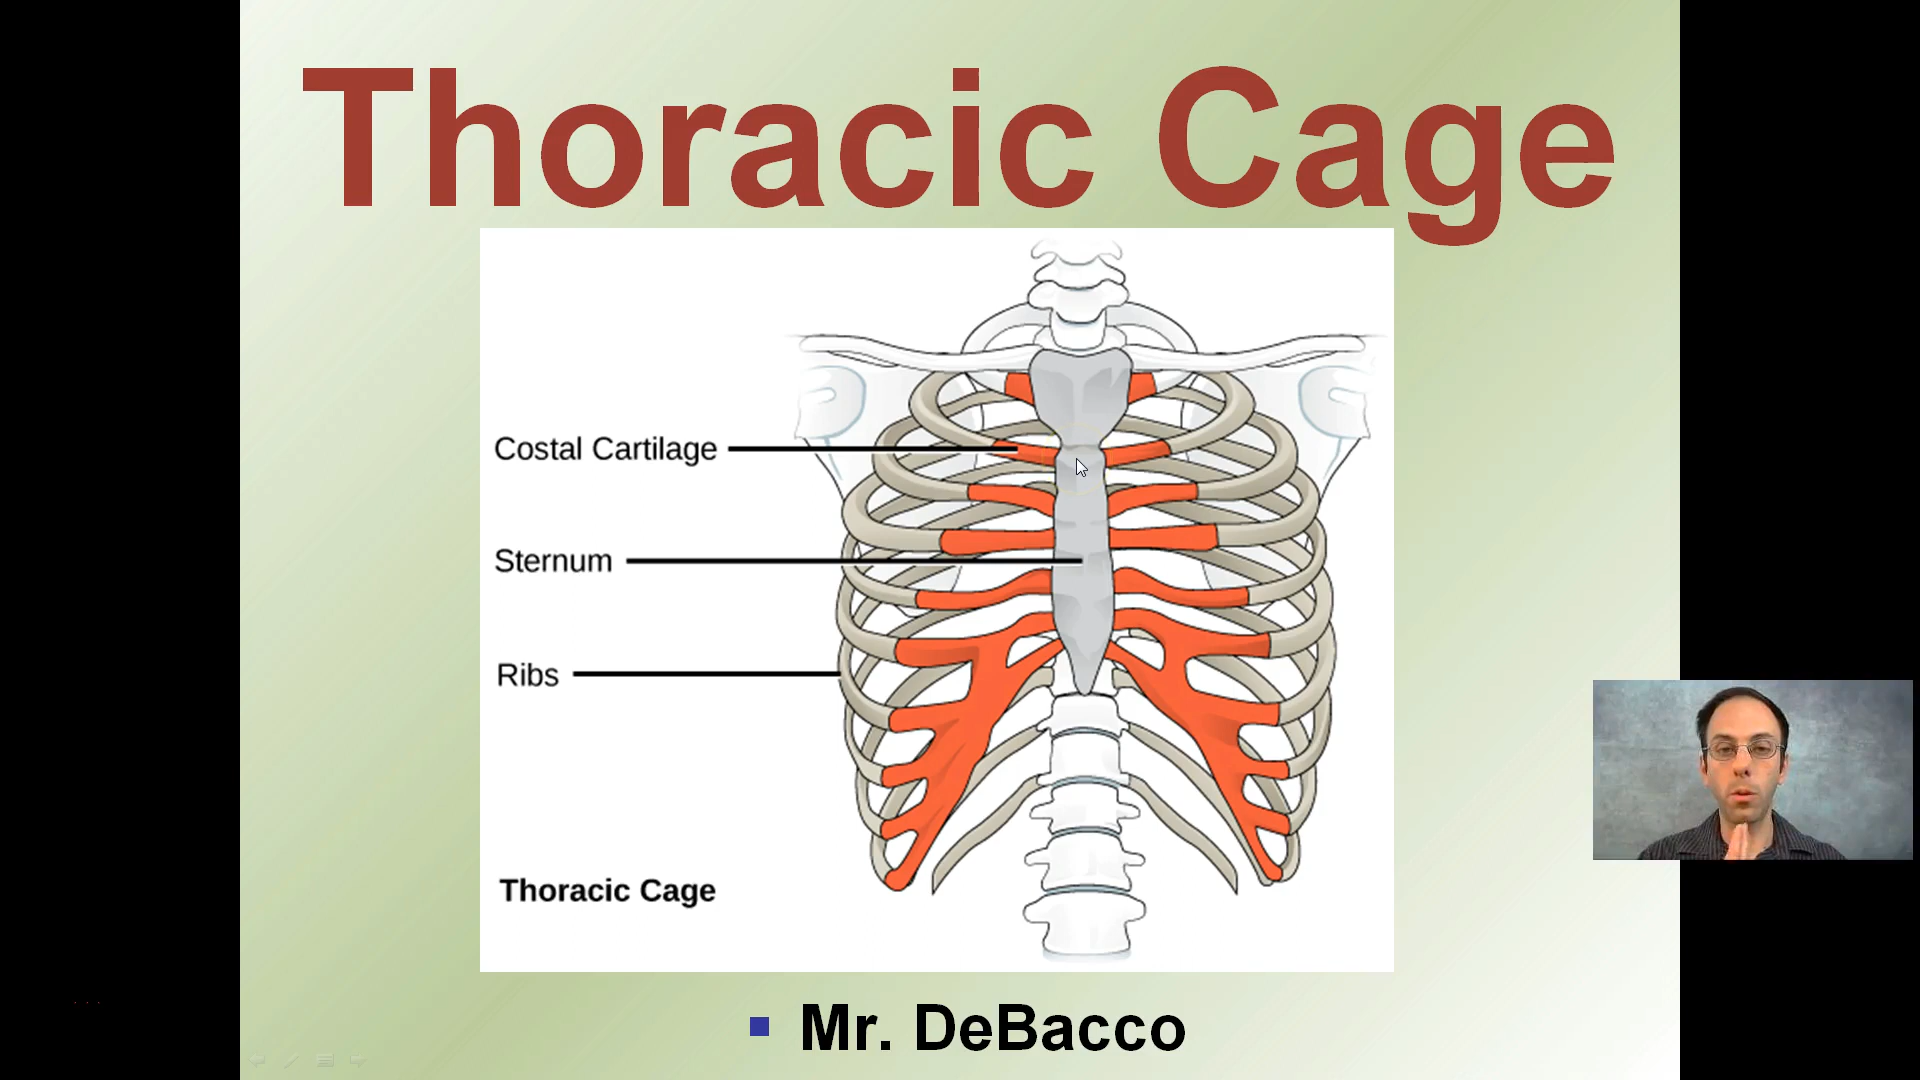 Thoracic Cage
Costal Cartilage
Sternum
Ribs
Thoracic Cage
Mr. DeBacco